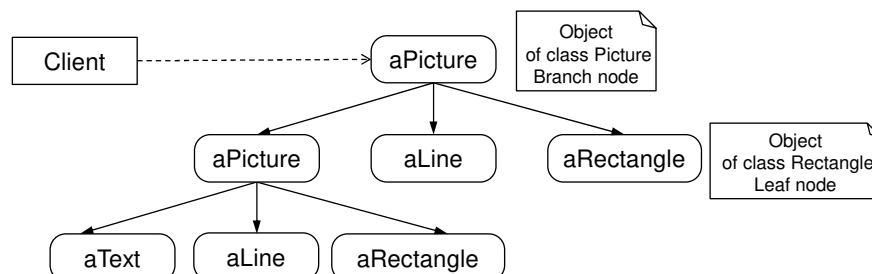 Client
aPicture
Object
of class Picture
Branch node
aPicture
aLine
aRectangle
Object
of class Rectangle
Leaf node
aText
aLine
aRectangle